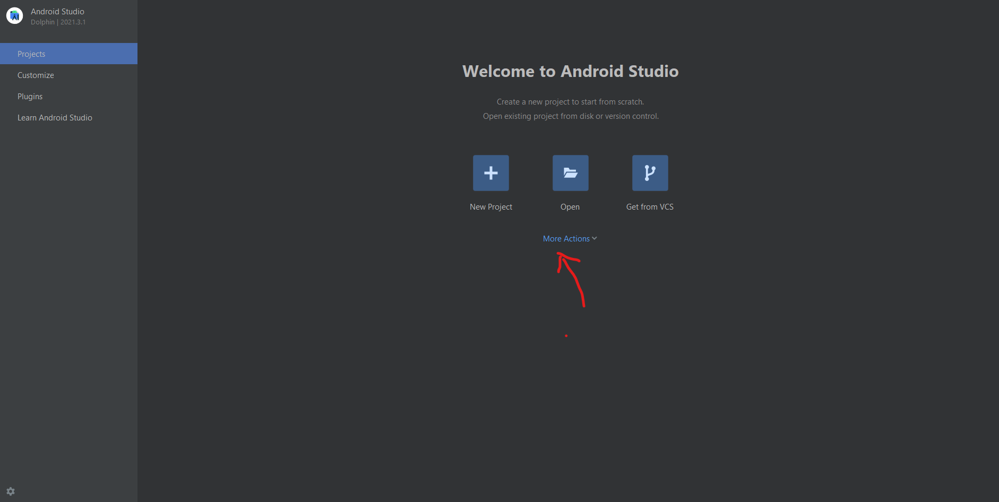 Android Studio
Dolphin | 2021.3.1
Projects
Customize
Plugins
Learn Android Studio
Welcome to Android Studio
Create a new project to start from scratch.
Open existing project from disk or version control.
New Project
Open
Get from VCS
More Actions